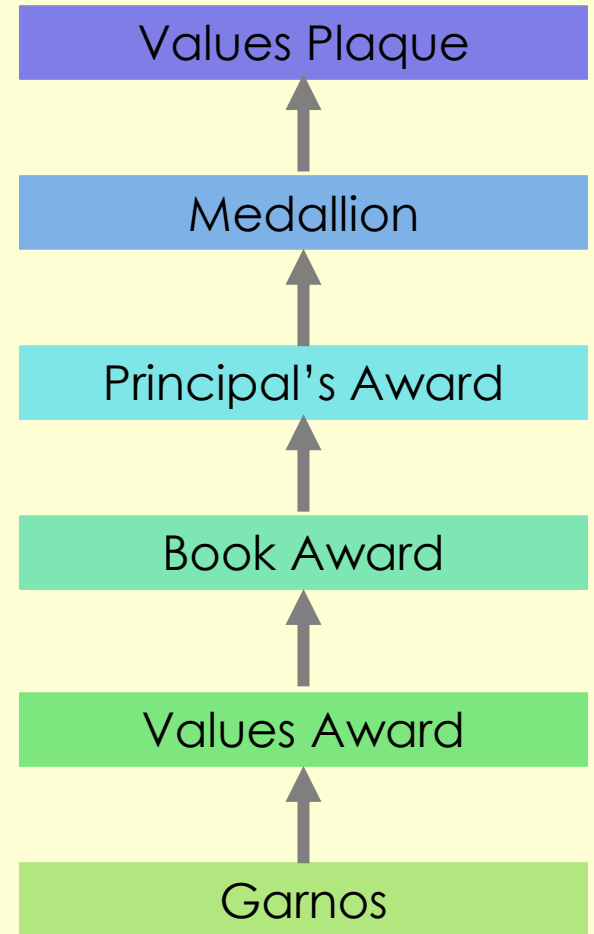 Values Plaque
Medallion
Principal’s Award
Book Award
Values Award
Garnos